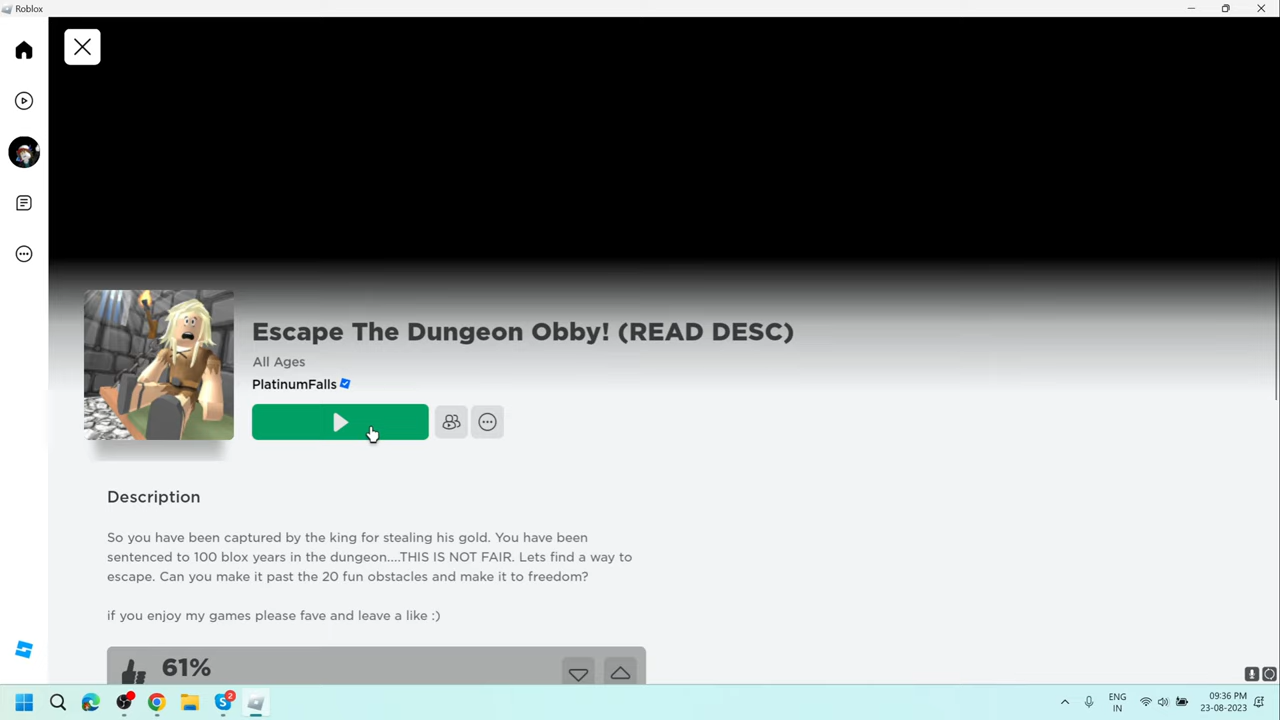 Roblox
Escape The Dungeon Obby! (READ DESC)
All Ages
PlatinumFalls
Description
So you have been captured by the king for stealing his gold. You have been
sentenced to 100 blox years in the dungeon....THIS IS NOT FAIR. Lets find a way to
escape. Can you make it past the 20 fun obstacles and make it to freedom?
if you enjoy my games please fave and leave a like :)
61%
2
ENG
IN
09:36 PM
23-08-2023